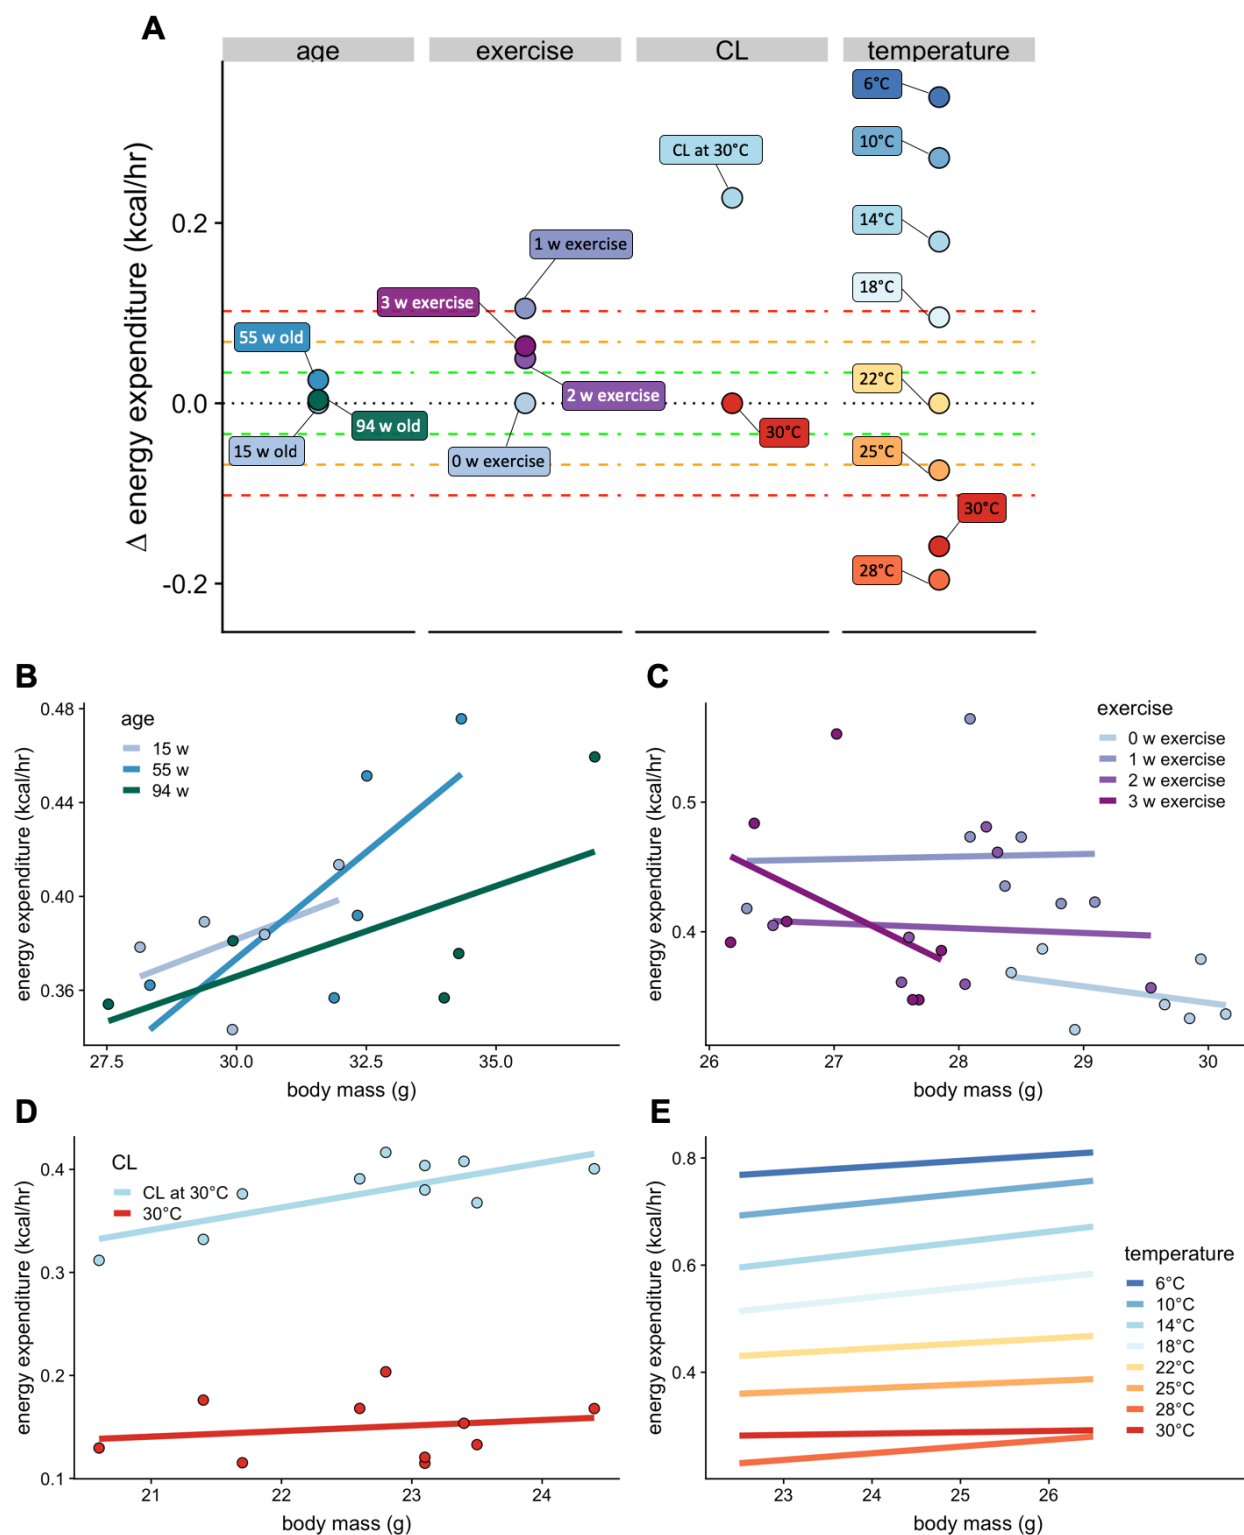 A
age
exercise
CL
temperature
Δ energy expenditure (kcal/hr)
0.2
0.0
-0.2
55 w old
15 w old
94 w old
1 w exercise
3 w exercise
2 w exercise
0 w exercise
CL at 30°C
30°C
6°C
10°C
14°C
18°C
22°C
25°C
30°C
28°C
B
energy expenditure (kcal/hr)
0.48
0.44
0.40
0.36
age
15 w
55 w
94 w
27.5
30.0
32.5
35.0
body mass (g)
C
energy expenditure (kcal/hr)
0.5
0.4
exercise
0 w exercise
1 w exercise
2 w exercise
3 w exercise
26
27
28
29
30
body mass (g)
D
energy expenditure (kcal/hr)
0.4
0.3
0.2
0.1
CL
CL at 30°C
30°C
21
22
23
24
body mass (g)
E
energy expenditure (kcal/hr)
0.8
0.6
0.4
temperature
6°C
10°C
14°C
18°C
22°C
25°C
28°C
30°C
23
24
25
26
body mass (g)